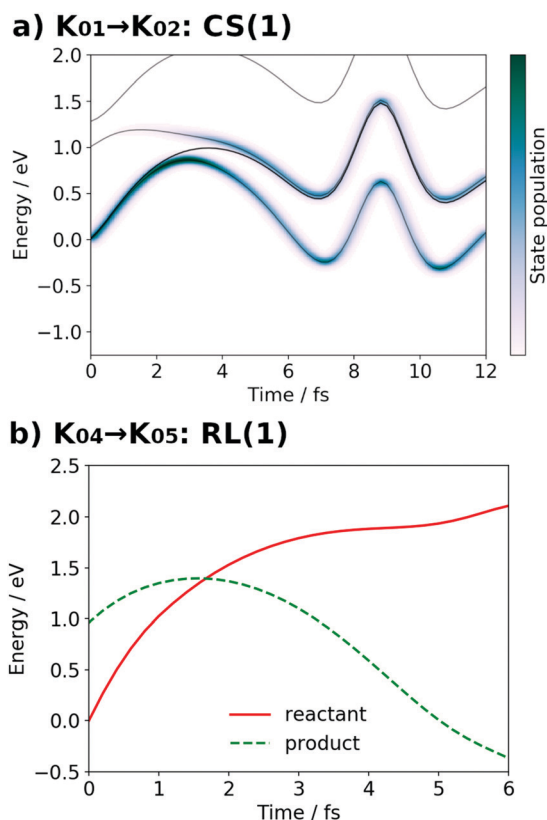 a) K₀₁→K₀₂: CS(1)
2.0
1.5
1.0
0.5
0.0
−0.5
−1.0
Energy / eV
0 2 4 6 8 10 12
Time / fs
State population
b) K₀₄→K₀₅: RL(1)
2.5
2.0
1.5
1.0
0.5
0.0
−0.5
Energy / eV
reactant
product
0 1 2 3 4 5 6
Time / fs